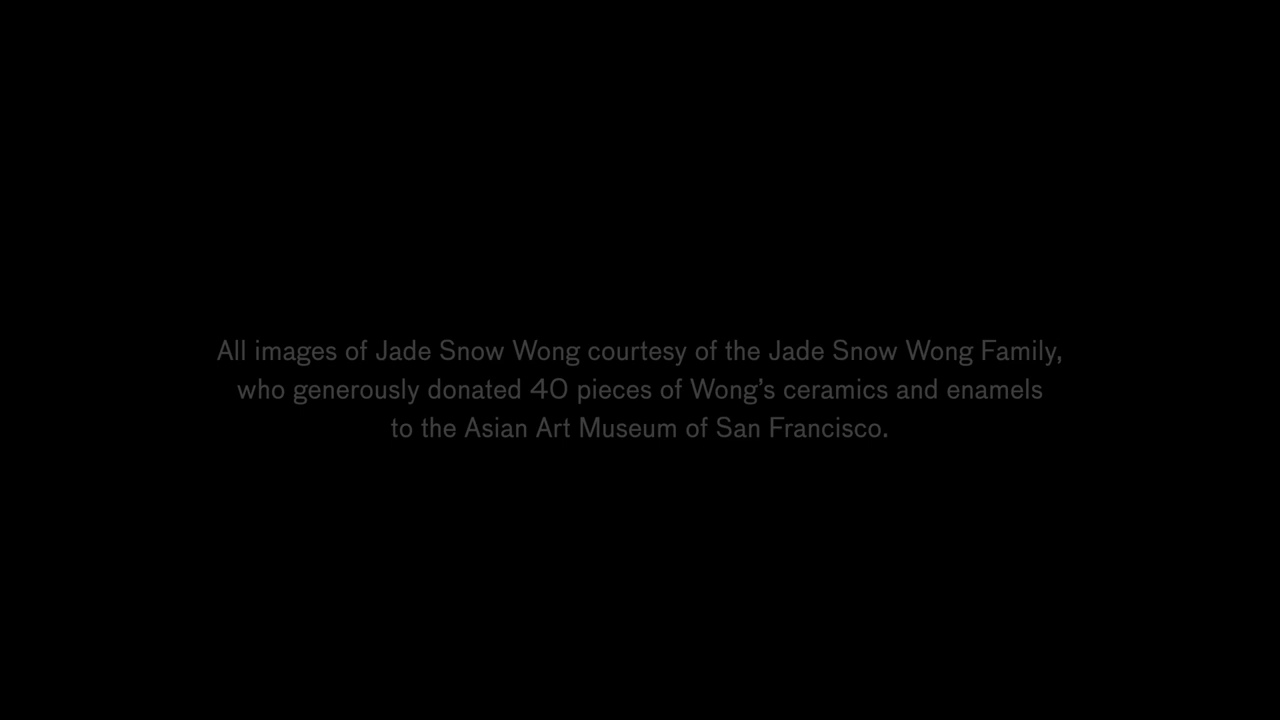 All images of Jade Snow Wong courtesy of the Jade Snow Wong Family,
who generously donated 40 pieces of Wong’s ceramics and enamels
to the Asian Art Museum of San Francisco.